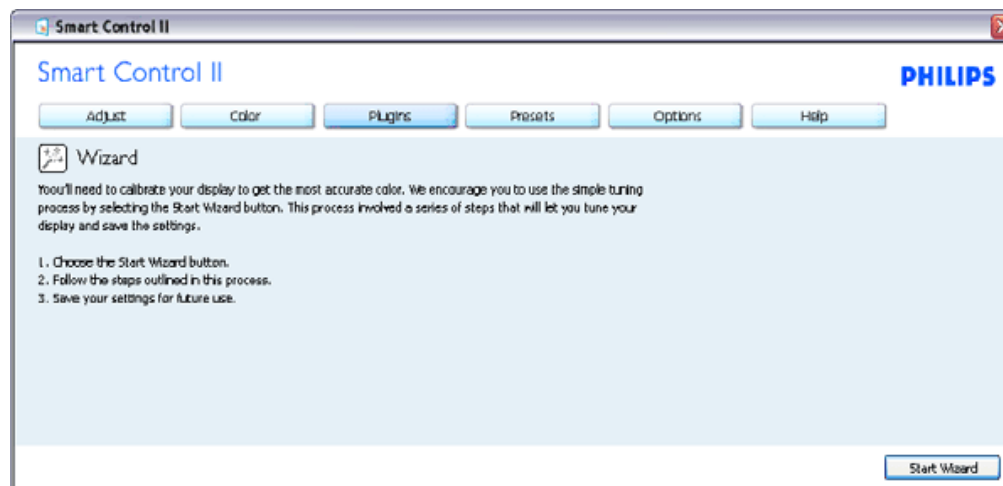 Smart Control II
Smart Control II
PHILIPS
Adjust
Color
Plugins
Presets
Options
Help
Wizard
Yoou'll need to calibrate your display to get the most accurate color. We encourage you to use the simple tuning
process by selecting the Start Wizard button. This process involved a series of steps that will let you tune your
display and save the settings.
1. Choose the Start Wizard button.
2. Follow the steps outlined in this process.
3. Save your settings for future use.
Start Wizard